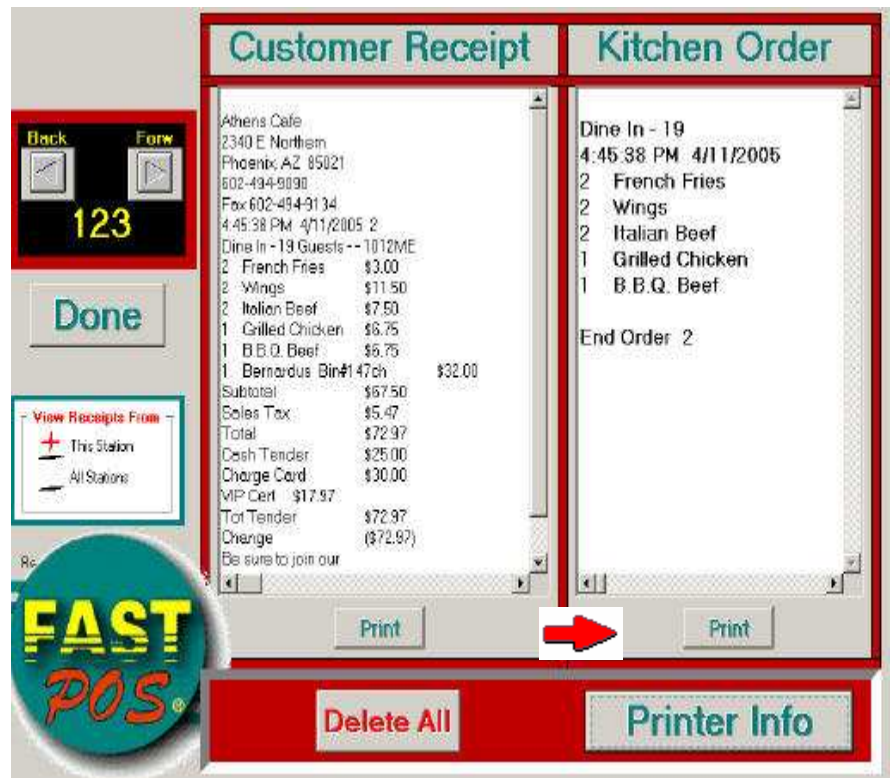 Customer Receipt
Athens Cafe
2340 E Northern
Phoenix, AZ 85021
602-494-9090
Fax 602-494-9134
4:45:38 PM 4/11/2005 2
Dine In - 19 Guests -- 1012ME
2 French Fries $3.00
2 Wings $11.50
2 Italian Beef $7.50
1 Grilled Chicken $6.75
1 B.B.Q. Beef $6.75
1 Bernardus Bin#147ch $32.00
Subtotal $67.50
Sales Tax $5.47
Total $72.97
Cash Tender $25.00
Charge Card $30.00
VIP Cert $17.97
Tot Tender $72.97
Change ($72.97)
Be sure to join our
Print
Kitchen Order
Dine In - 19
4:45:38 PM 4/11/2005
2 French Fries
2 Wings
2 Italian Beef
1 Grilled Chicken
1 B.B.Q. Beef
End Order 2
Print
Back Forw
123
Done
View Receipts From
This Station
All Stations
FAST
POS
®
Delete All
Printer Info